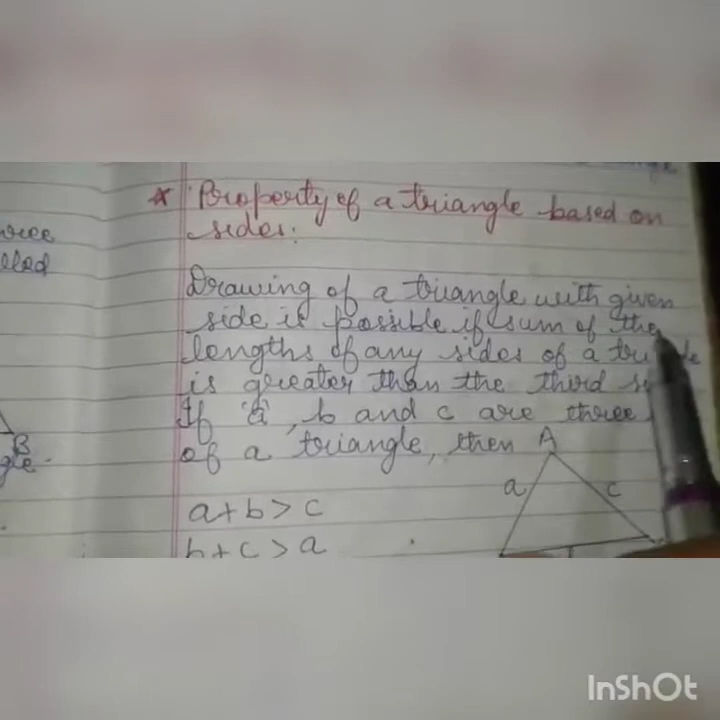 * Property of a triangle based on
sides.
Drawing of a triangle with given
side is possible if sum of the
lengths of any sides of a
is greater than the third
If a, b and c are three
of a triangle, then
a+b>c
b+c>a
A
a
c
B
gle.
InShOt